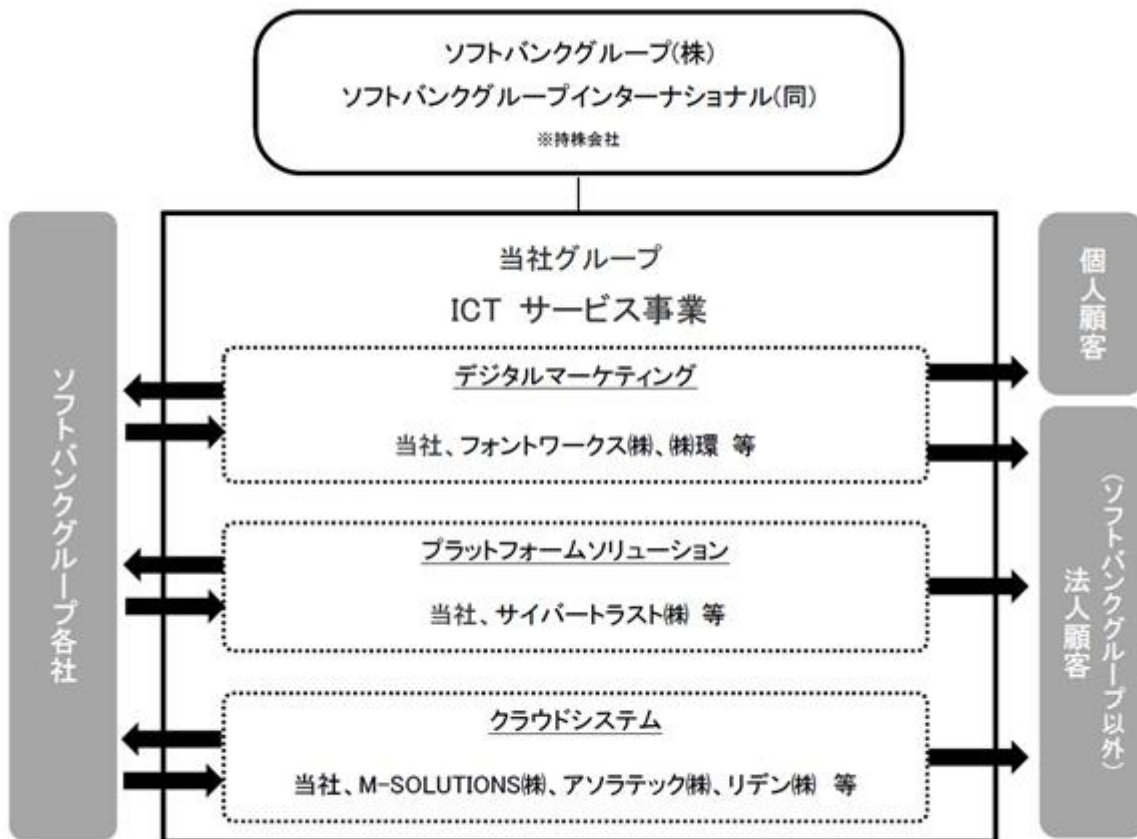 ソフトバンクグループ(株)
ソフトバンクグループインターナショナル(同)
※持株会社
ソフトバンクグループ各社
当社グループ
ICT サービス事業
デジタルマーケティング
当社、フォントワークス㈱、㈱環 等
プラットフォームソリューション
当社、サイバートラスト㈱ 等
クラウドシステム
当社、M-SOLUTIONS㈱、アソラテック㈱、リデン㈱ 等
個人顧客
法人顧客
(ソフトバンクグループ以外)